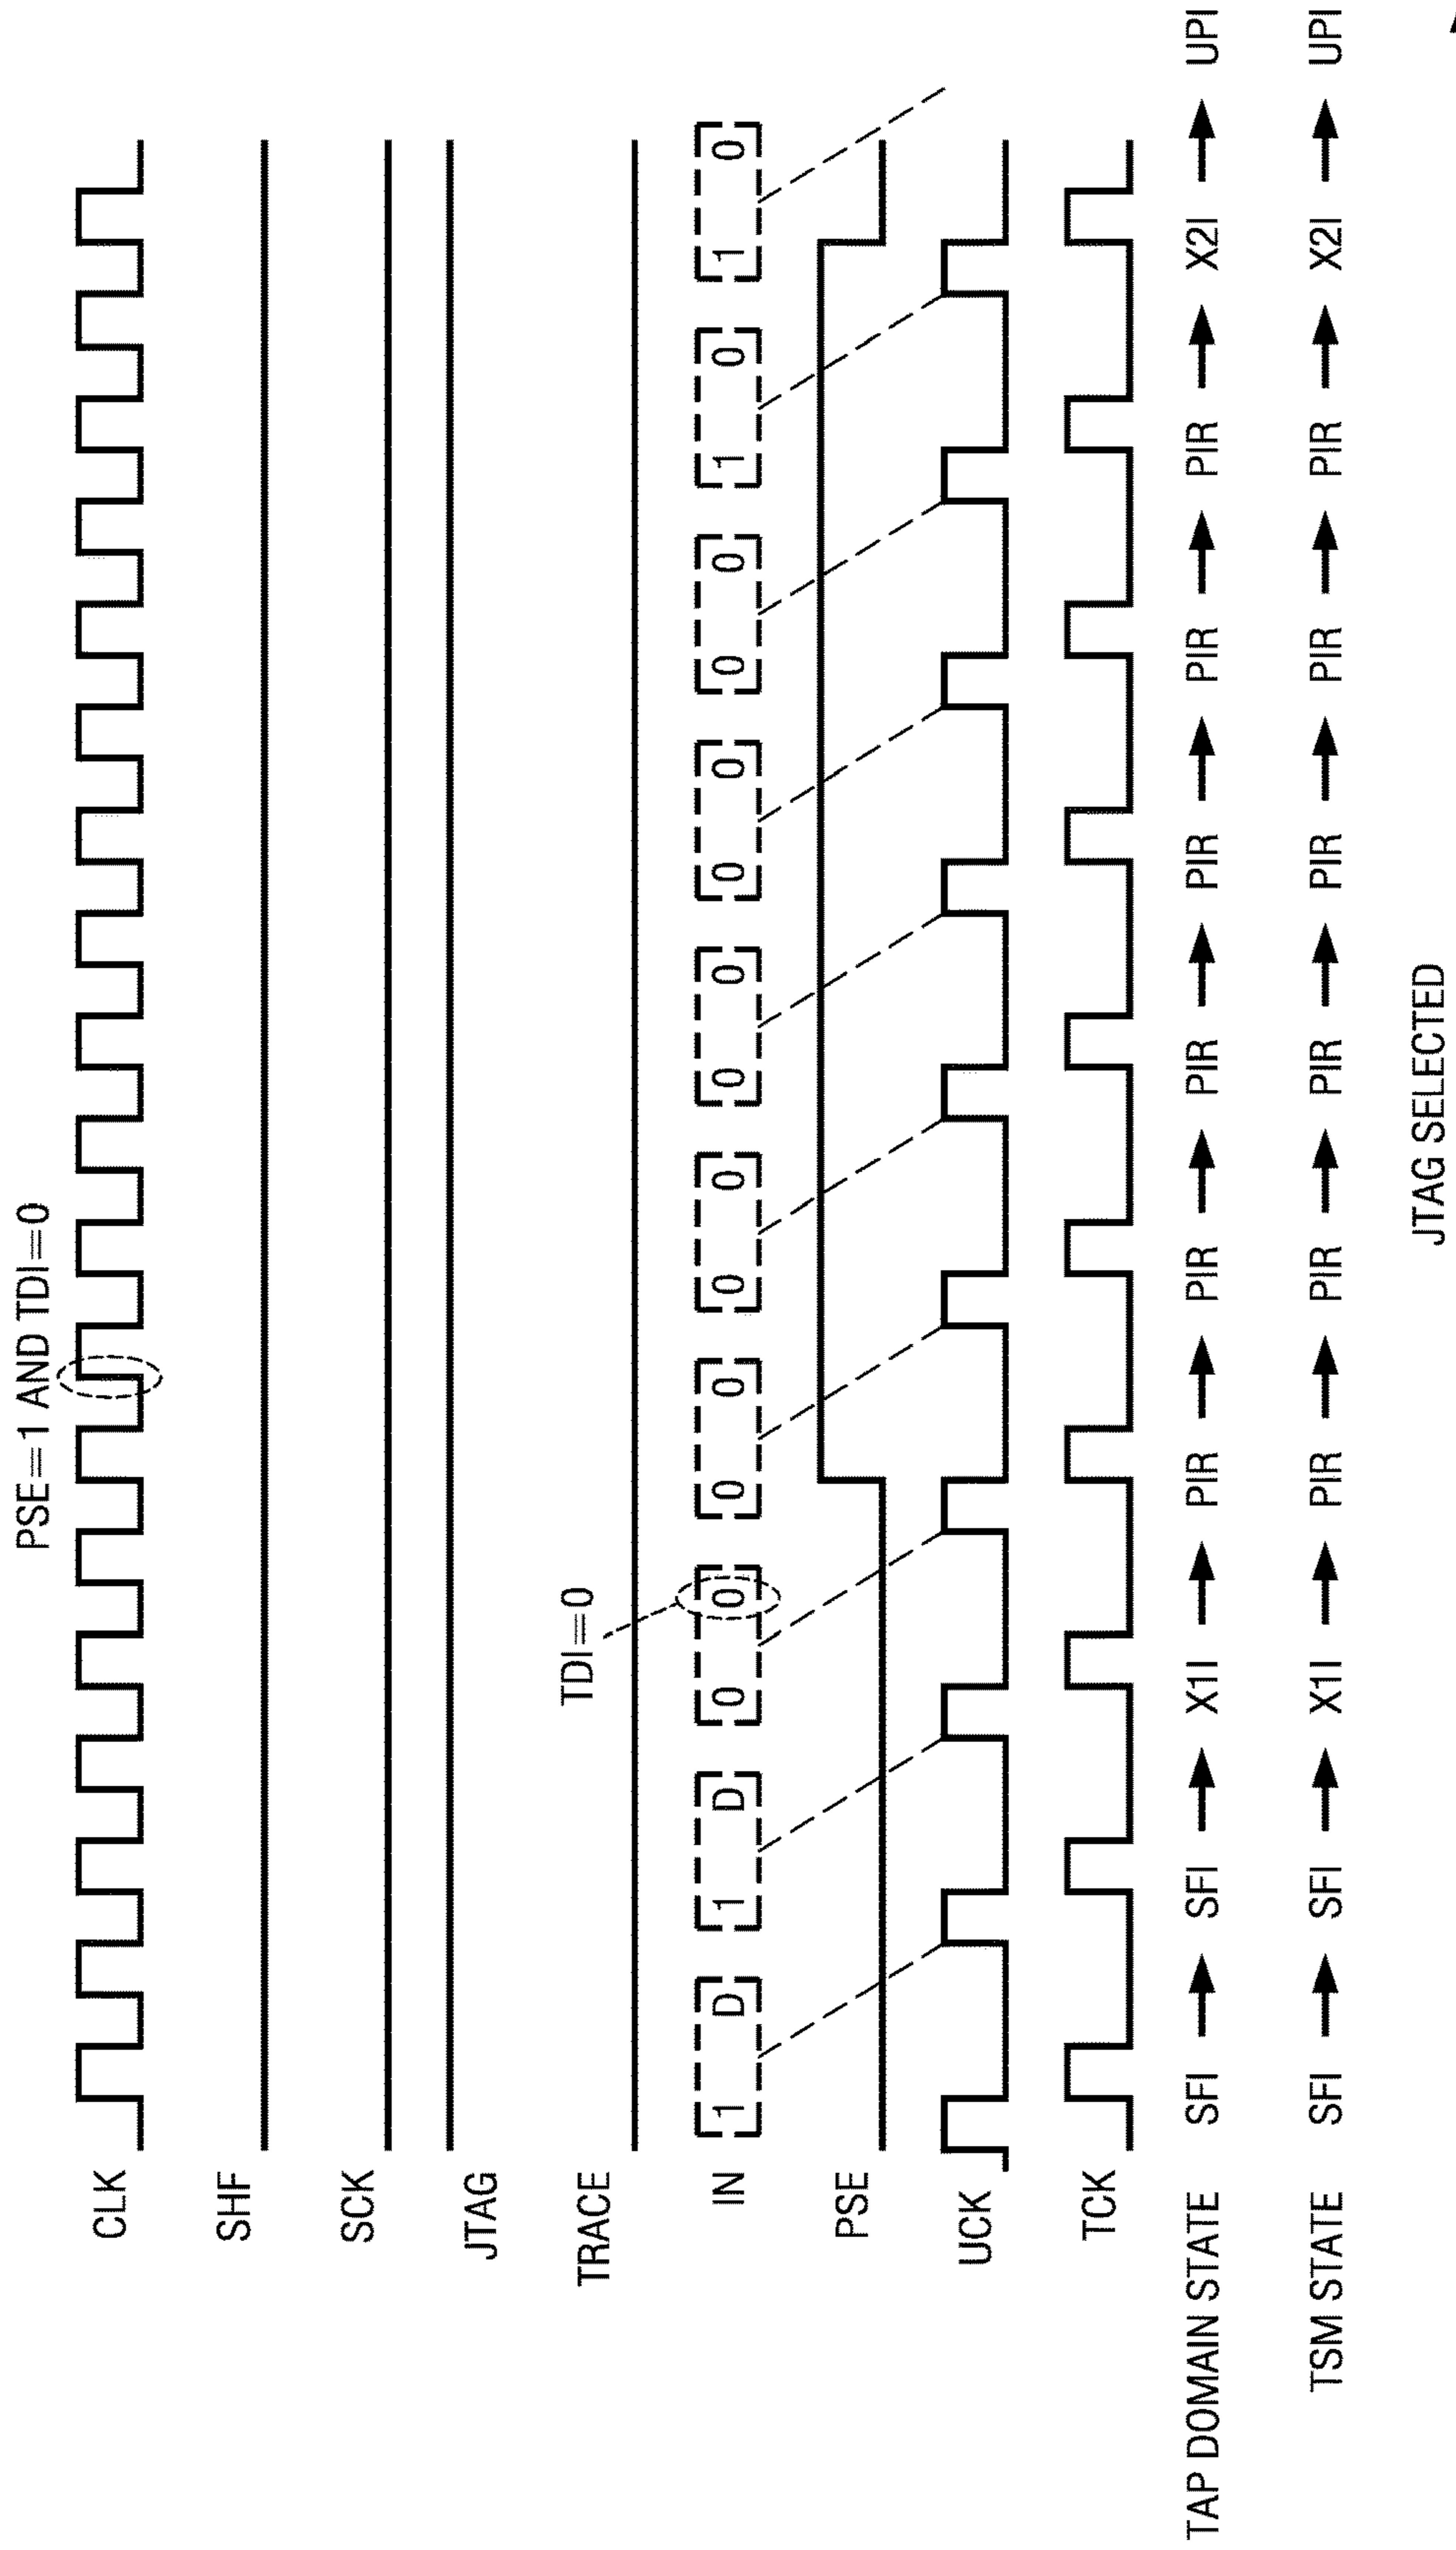 PSE=1 AND TDI=0
CLK
SHF
SCK
JTAG
TDI=0
TRACE
IN 1 D 1 D 0 0 0 0 0 0 0 0 0 0 0 0 1 0 1 0
PSE
UCK
TCK
TAP DOMAIN STATE SFI → SFI → X1I → PIR → PIR → PIR → PIR → PIR → PIR → X2I → UPI
TSM STATE SFI → SFI → X1I → PIR → PIR → PIR → PIR → PIR → PIR → X2I → UPI
JTAG SELECTED